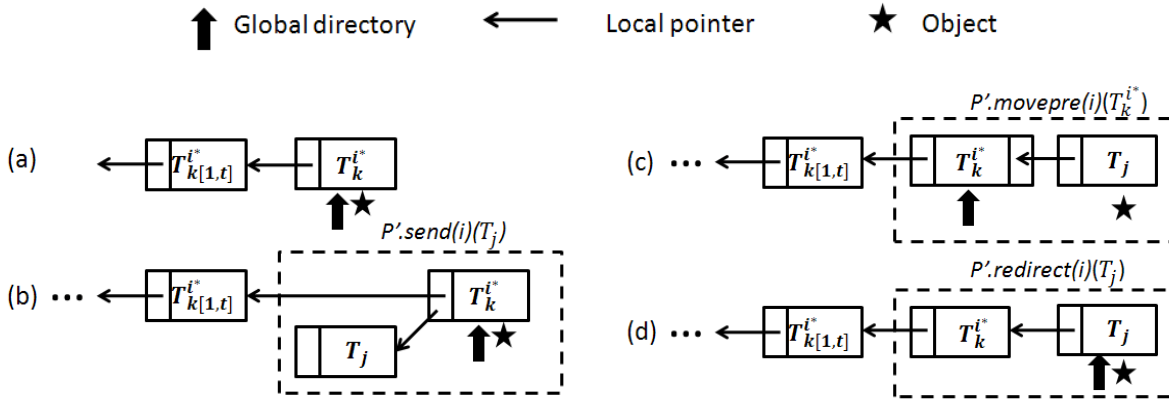 Global directory Local pointer Object
(a) T^{i*}_{k[1,t]} T^{i*}_k
P'.send(i)(T_j)
(b) ... T^{i*}_{k[1,t]} T^{i*}_k
T_j
P'.movepre(i)(T^{i*}_k)
(c) ... T^{i*}_{k[1,t]} T^{i*}_k T_j
P'.redirect(i)(T_j)
(d) ... T^{i*}_{k[1,t]} T^{i*}_k T_j